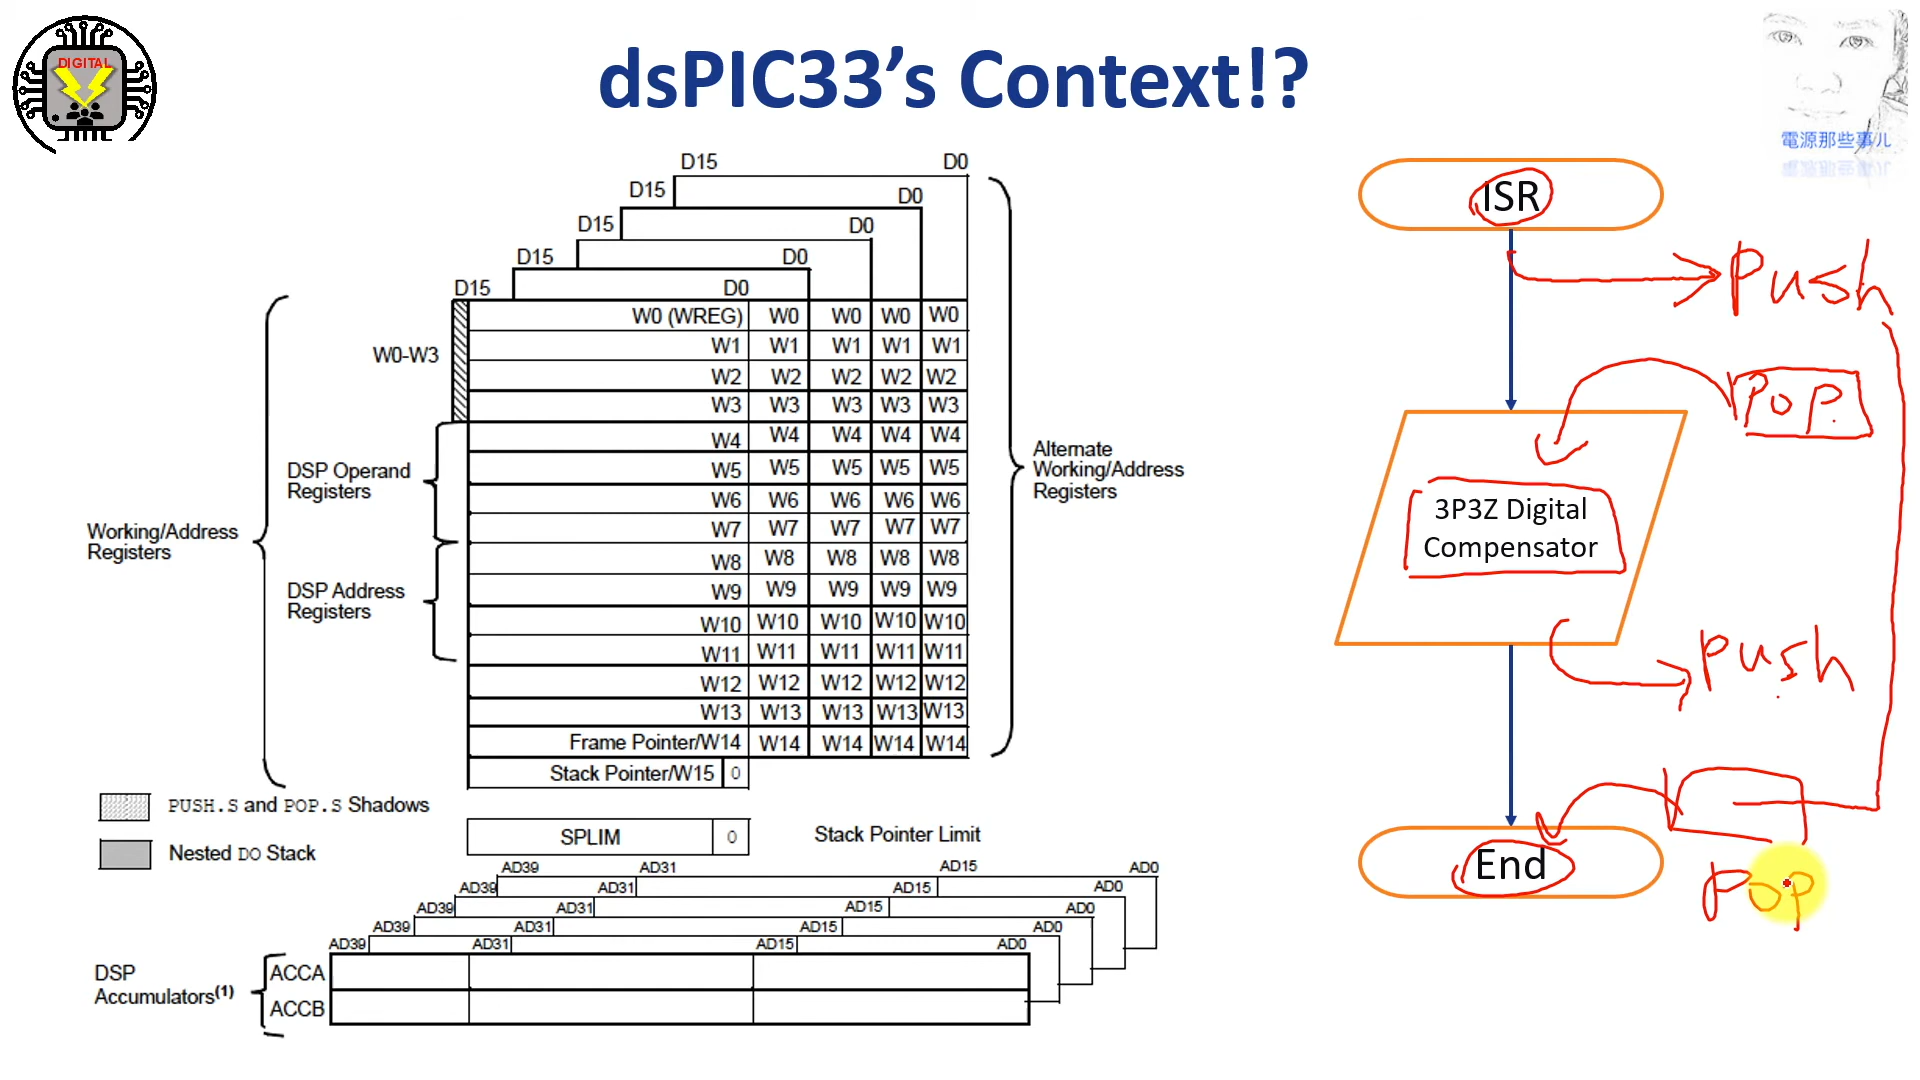 DIGITAL
dsPIC33's Context!?
電源那些事儿
D15 D0
D15 D0
D15 D0
D15 D0
D15 D0
W0 (WREG) W0 W0 W0 W0
W1 W1 W1 W1 W1
W2 W2 W2 W2 W2
W3 W3 W3 W3 W3
W4 W4 W4 W4 W4
W5 W5 W5 W5 W5
W6 W6 W6 W6 W6
W7 W7 W7 W7 W7
W8 W8 W8 W8 W8
W9 W9 W9 W9 W9
W10 W10 W10 W10 W10
W11 W11 W11 W11 W11
W12 W12 W12 W12 W12
W13 W13 W13 W13 W13
Frame Pointer/W14 W14 W14 W14 W14
Stack Pointer/W15 0
W0-W3
DSP Operand
Registers
Working/Address
Registers
DSP Address
Registers
Alternate
Working/Address
Registers
PUSH.S and POP.S Shadows
Nested DO Stack
SPLIM 0
Stack Pointer Limit
AD39 AD31 AD15 AD0
AD39 AD31 AD15 AD0
AD39 AD31 AD15 AD0
AD39 AD31 AD15 AD0
AD39 AD31 AD15 AD0
DSP
Accumulators(1)
ACCA
ACCB
ISR
Push
POP.
3P3Z Digital
Compensator
push
End
POP